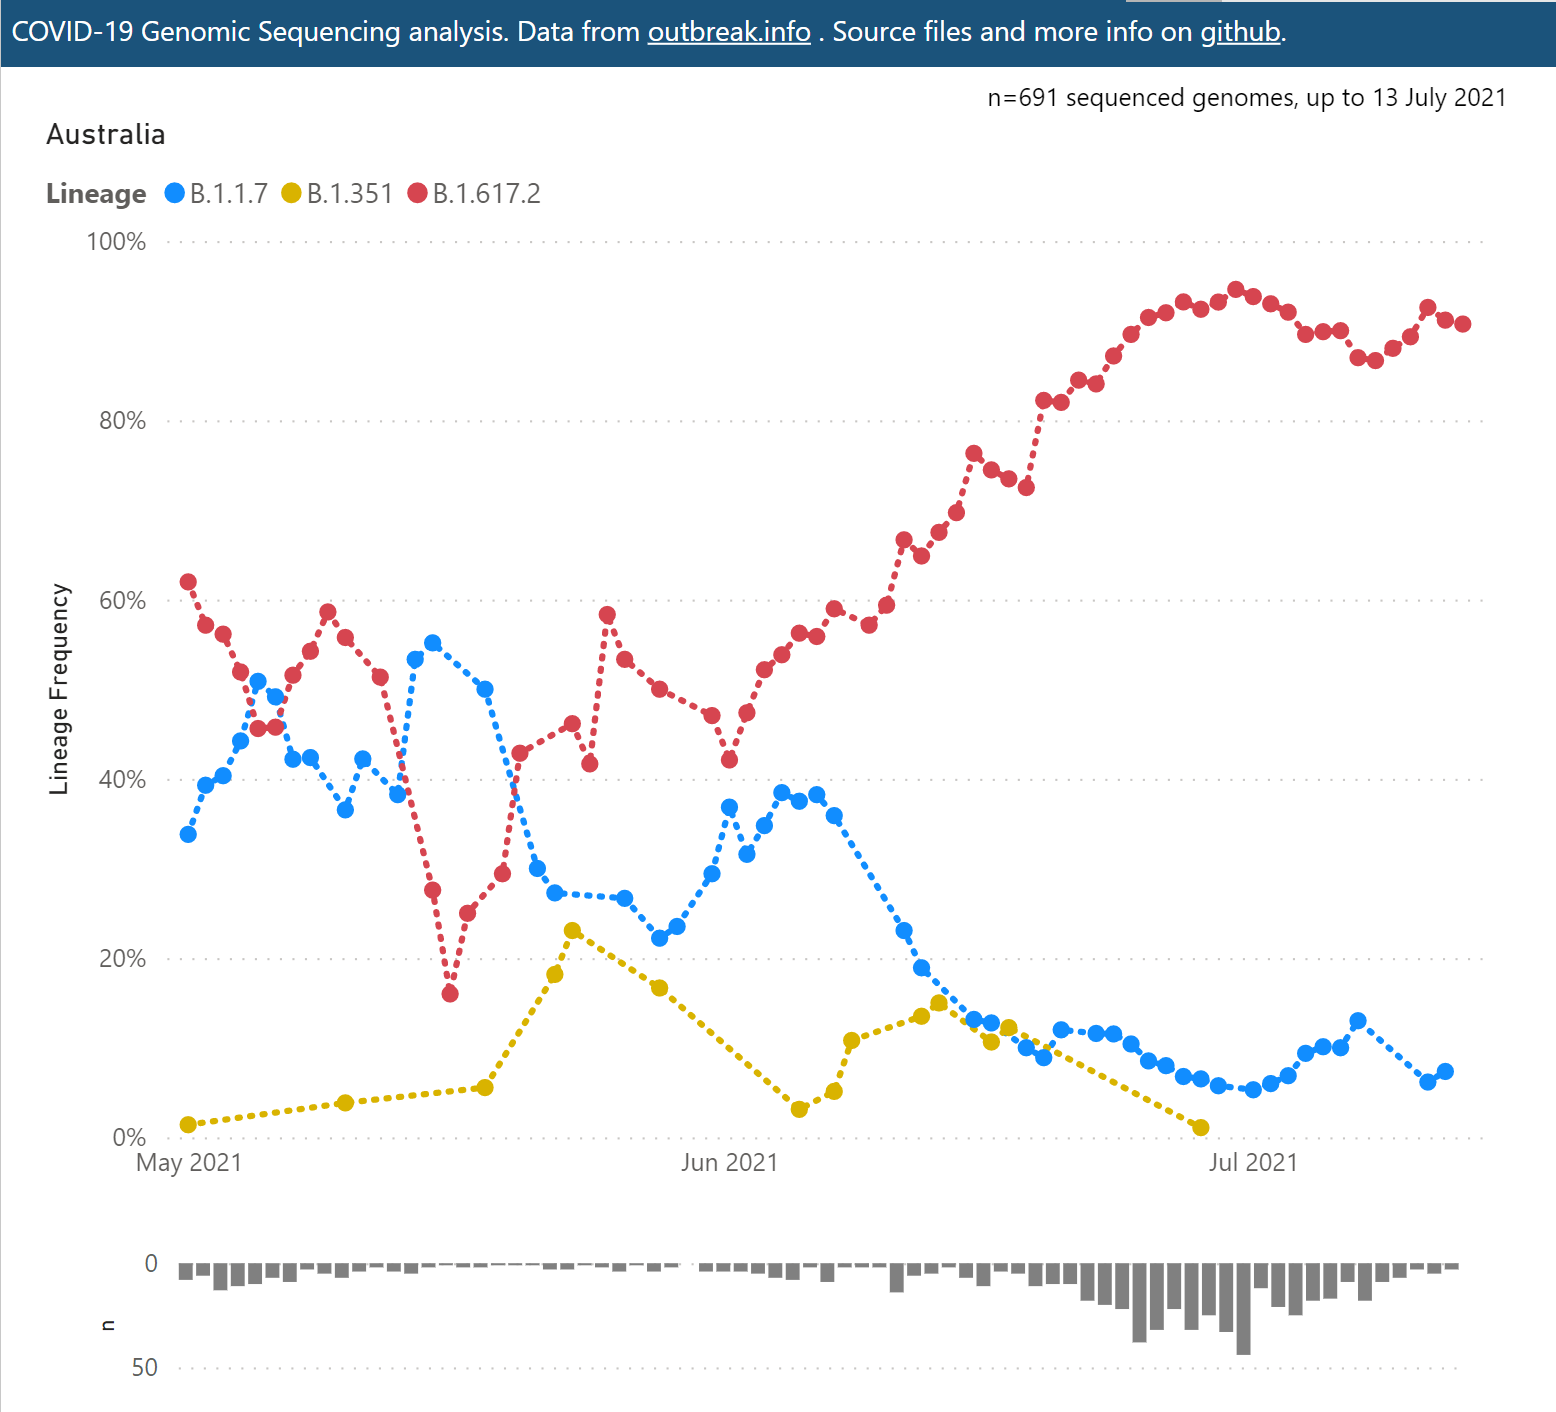 COVID-19 Genomic Sequencing analysis. Data from outbreak.info . Source files and more info on github.
n=691 sequenced genomes, up to 13 July 2021
Australia
Lineage B.1.1.7 B.1.351 B.1.617.2
100%
80%
60%
40%
20%
0%
Lineage Frequency
May 2021 Jun 2021 Jul 2021
0
n
50